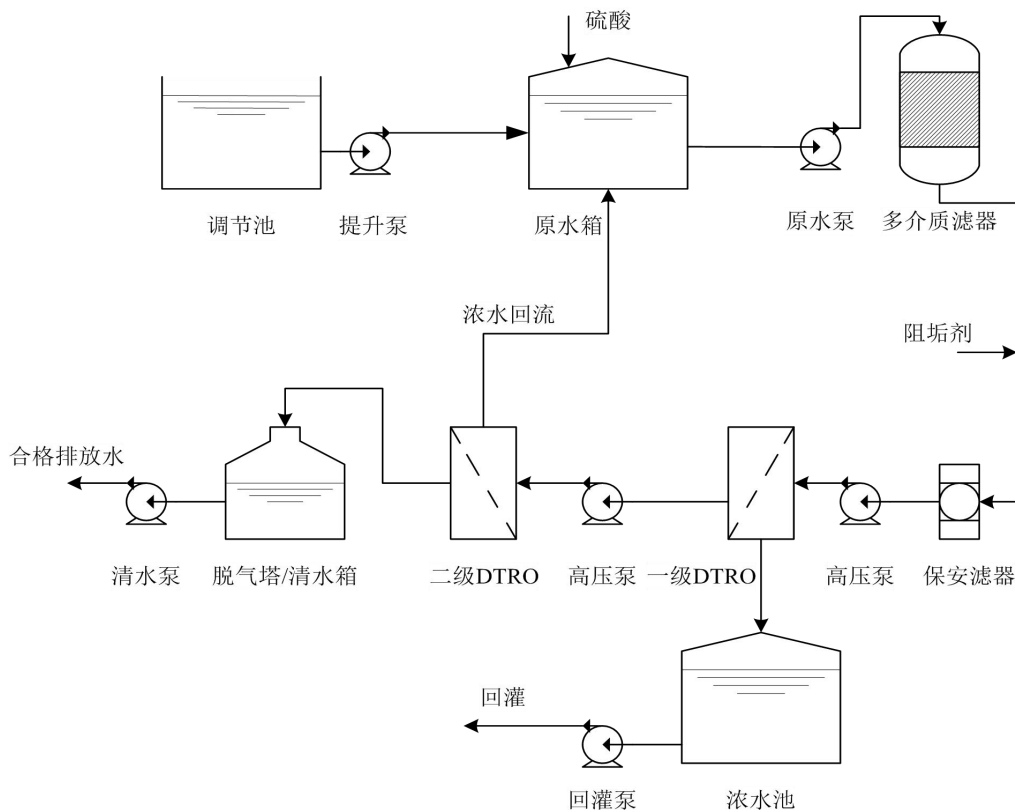 硫酸
调节池
提升泵
原水箱
原水泵
多介质滤器
浓水回流
阻垢剂
合格排放水
清水泵
脱气塔/清水箱
二级DTRO
高压泵
一级DTRO
高压泵
保安滤器
回灌
回灌泵
浓水池